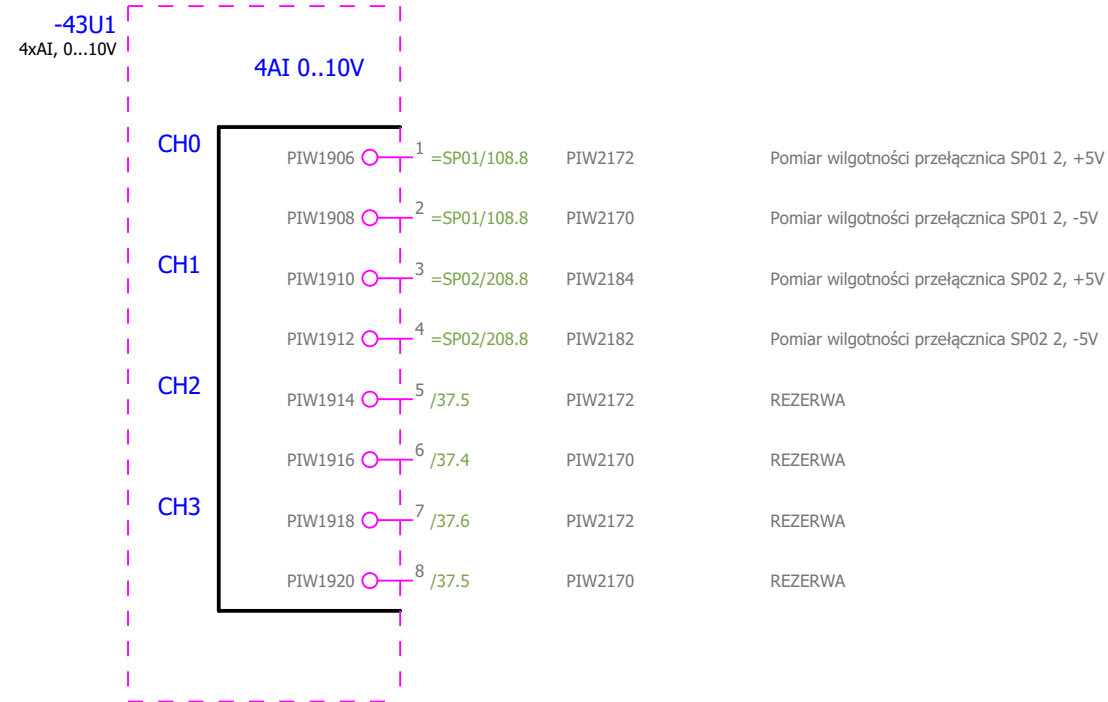 -43U1
4xAI, 0...10V
4AI 0..10V
CH0
PIW1906 1 =SP01/108.8 PIW2172 Pomiar wilgotności przełącznica SP01 2, +5V
PIW1908 2 =SP01/108.8 PIW2170 Pomiar wilgotności przełącznica SP01 2, -5V
CH1
PIW1910 3 =SP02/208.8 PIW2184 Pomiar wilgotności przełącznica SP02 2, +5V
PIW1912 4 =SP02/208.8 PIW2182 Pomiar wilgotności przełącznica SP02 2, -5V
CH2
PIW1914 5 /37.5 PIW2172 REZERWA
PIW1916 6 /37.4 PIW2170 REZERWA
CH3
PIW1918 7 /37.6 PIW2172 REZERWA
PIW1920 8 /37.5 PIW2170 REZERWA